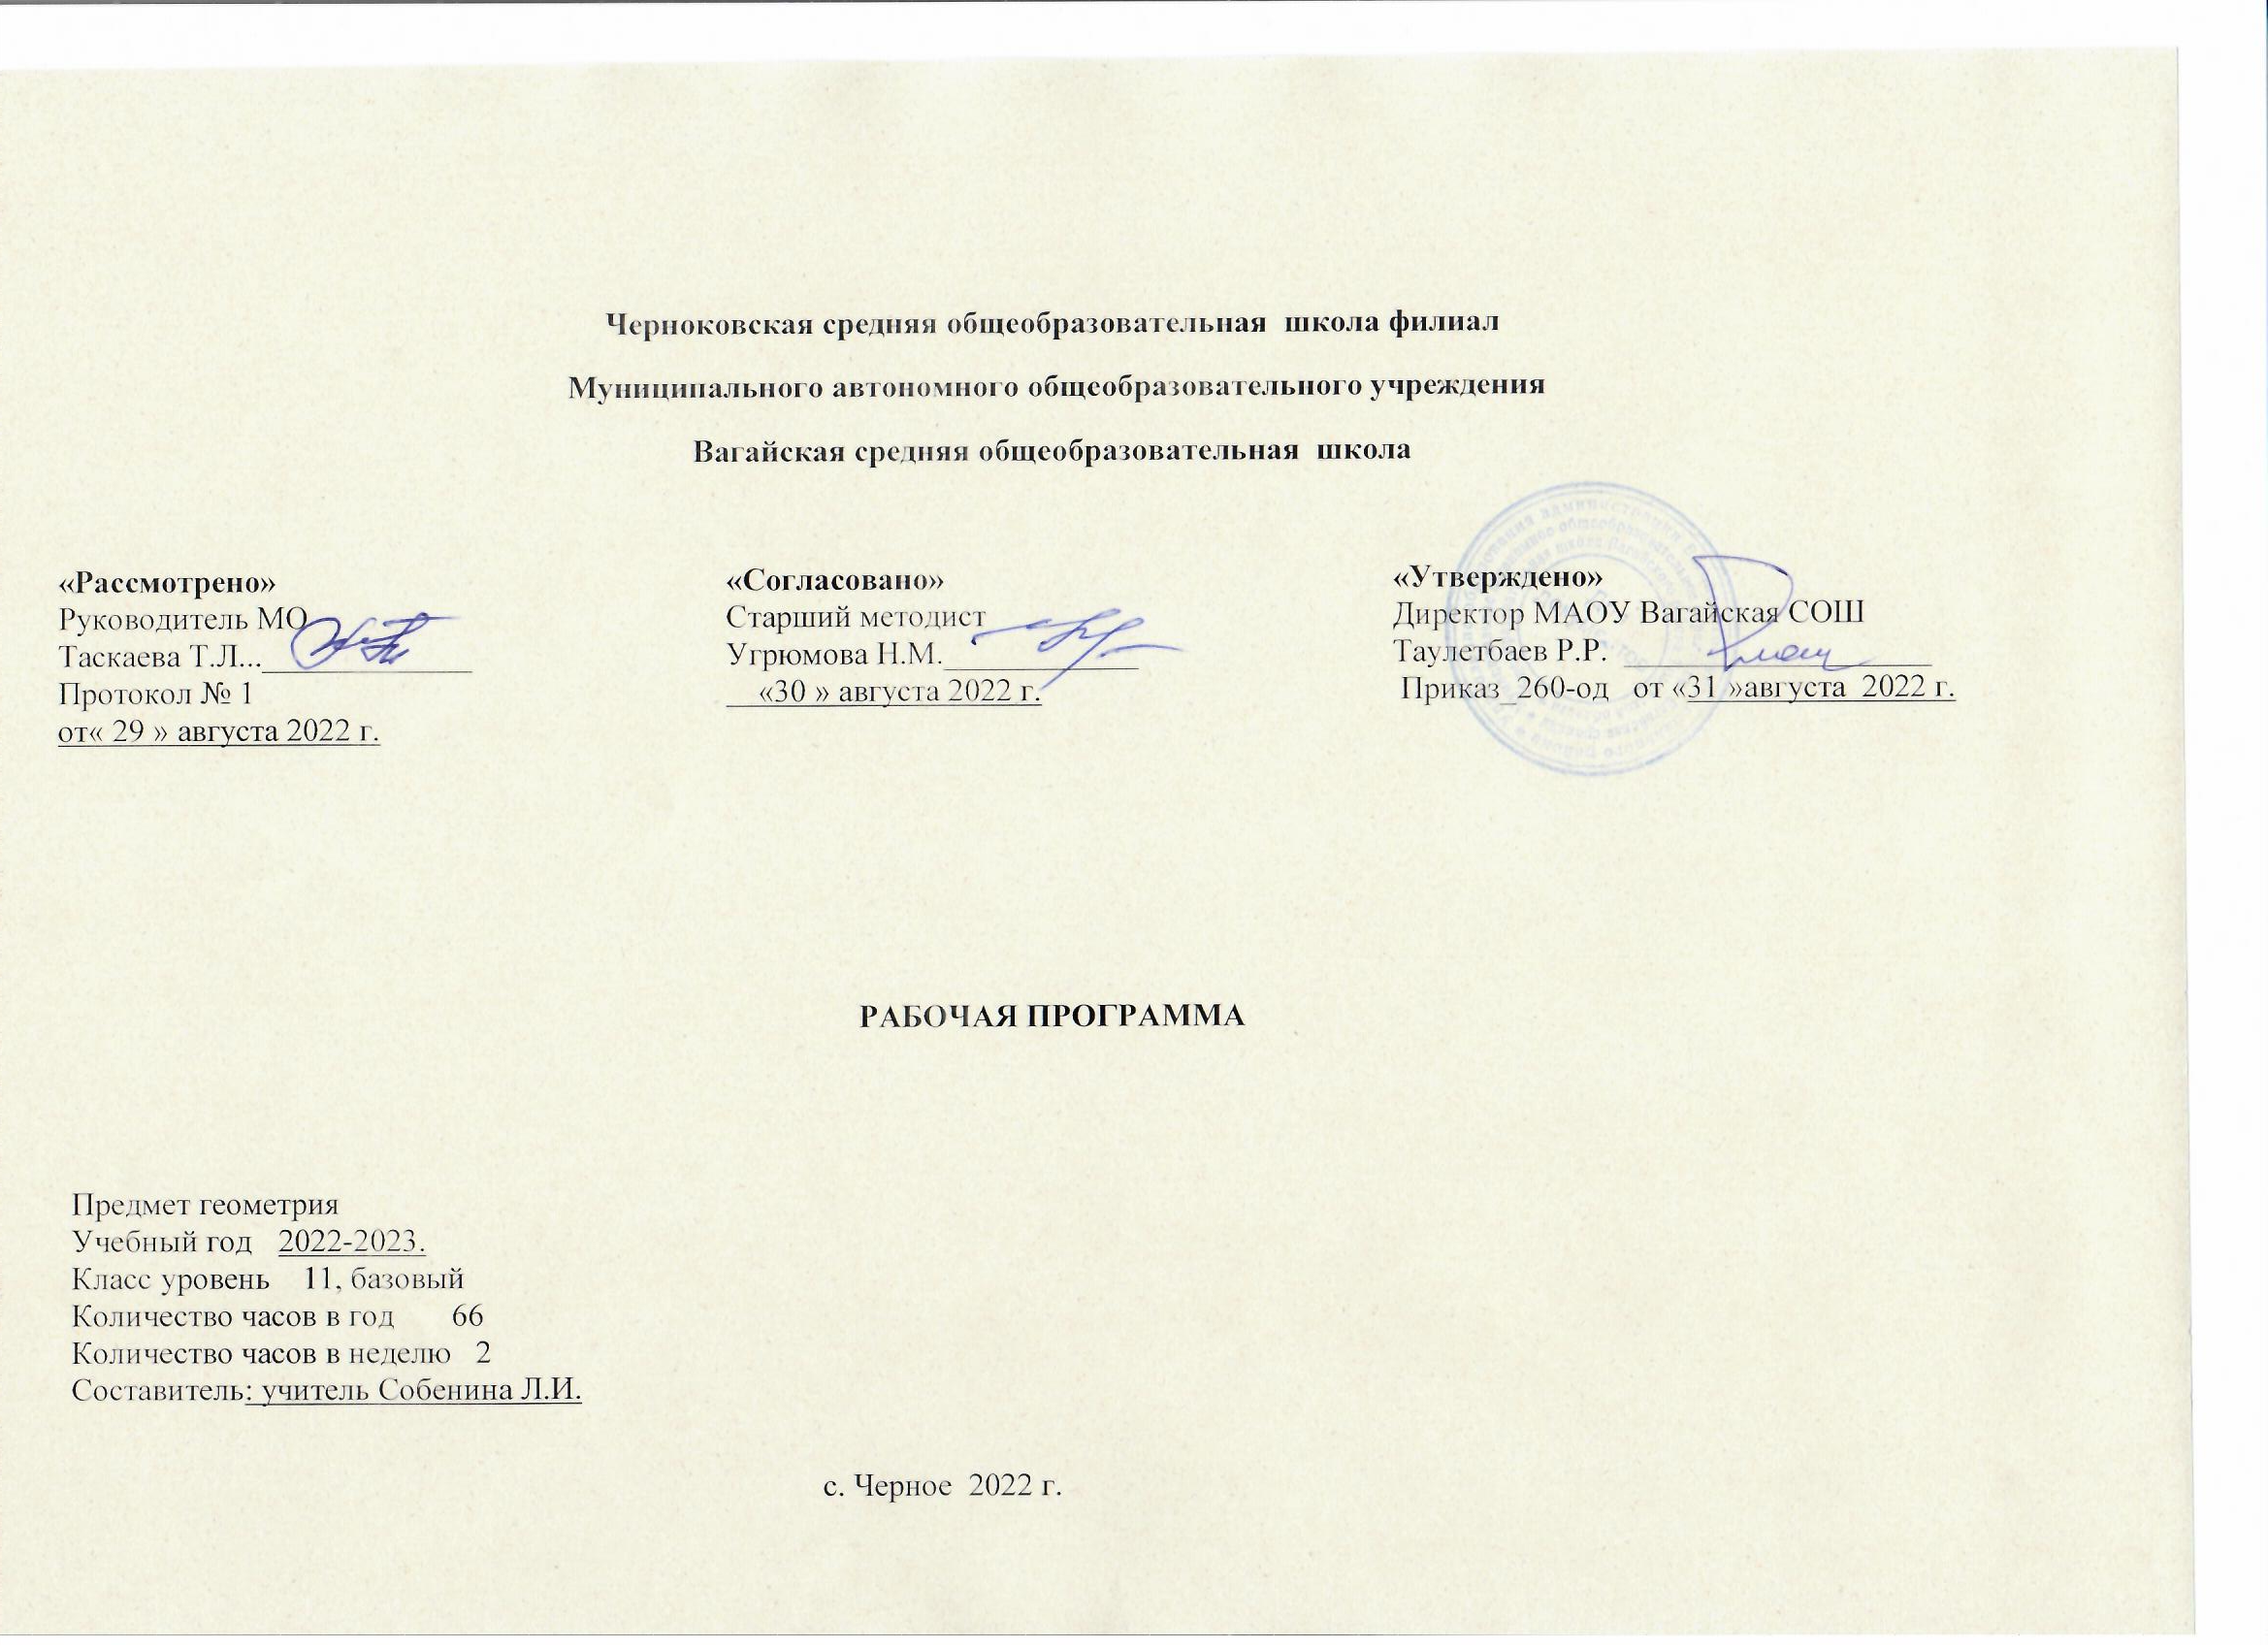 Черноковская средняя общеобразовательная школа филиал
Муниципального автономного общеобразовательного учреждения
Вагайская средняя общеобразовательная школа
«Рассмотрено»
Руководитель МО
Таскаева Т.Л...
Протокол № 1
от« 29 » августа 2022 г.
«Согласовано»
Старший методист
Угрюмова Н.М.
«30 » августа 2022 г.
«Утверждено»
Директор МАОУ Вагайская СОШ
Таулетбаев Р.Р.
Приказ_260-од от «31 »августа 2022 г.
РАБОЧАЯ ПРОГРАММА
Предмет геометрия
Учебный год 2022-2023.
Класс уровень 11, базовый
Количество часов в год 66
Количество часов в неделю 2
Составитель: учитель Собенина Л.И.
с. Черное 2022 г.